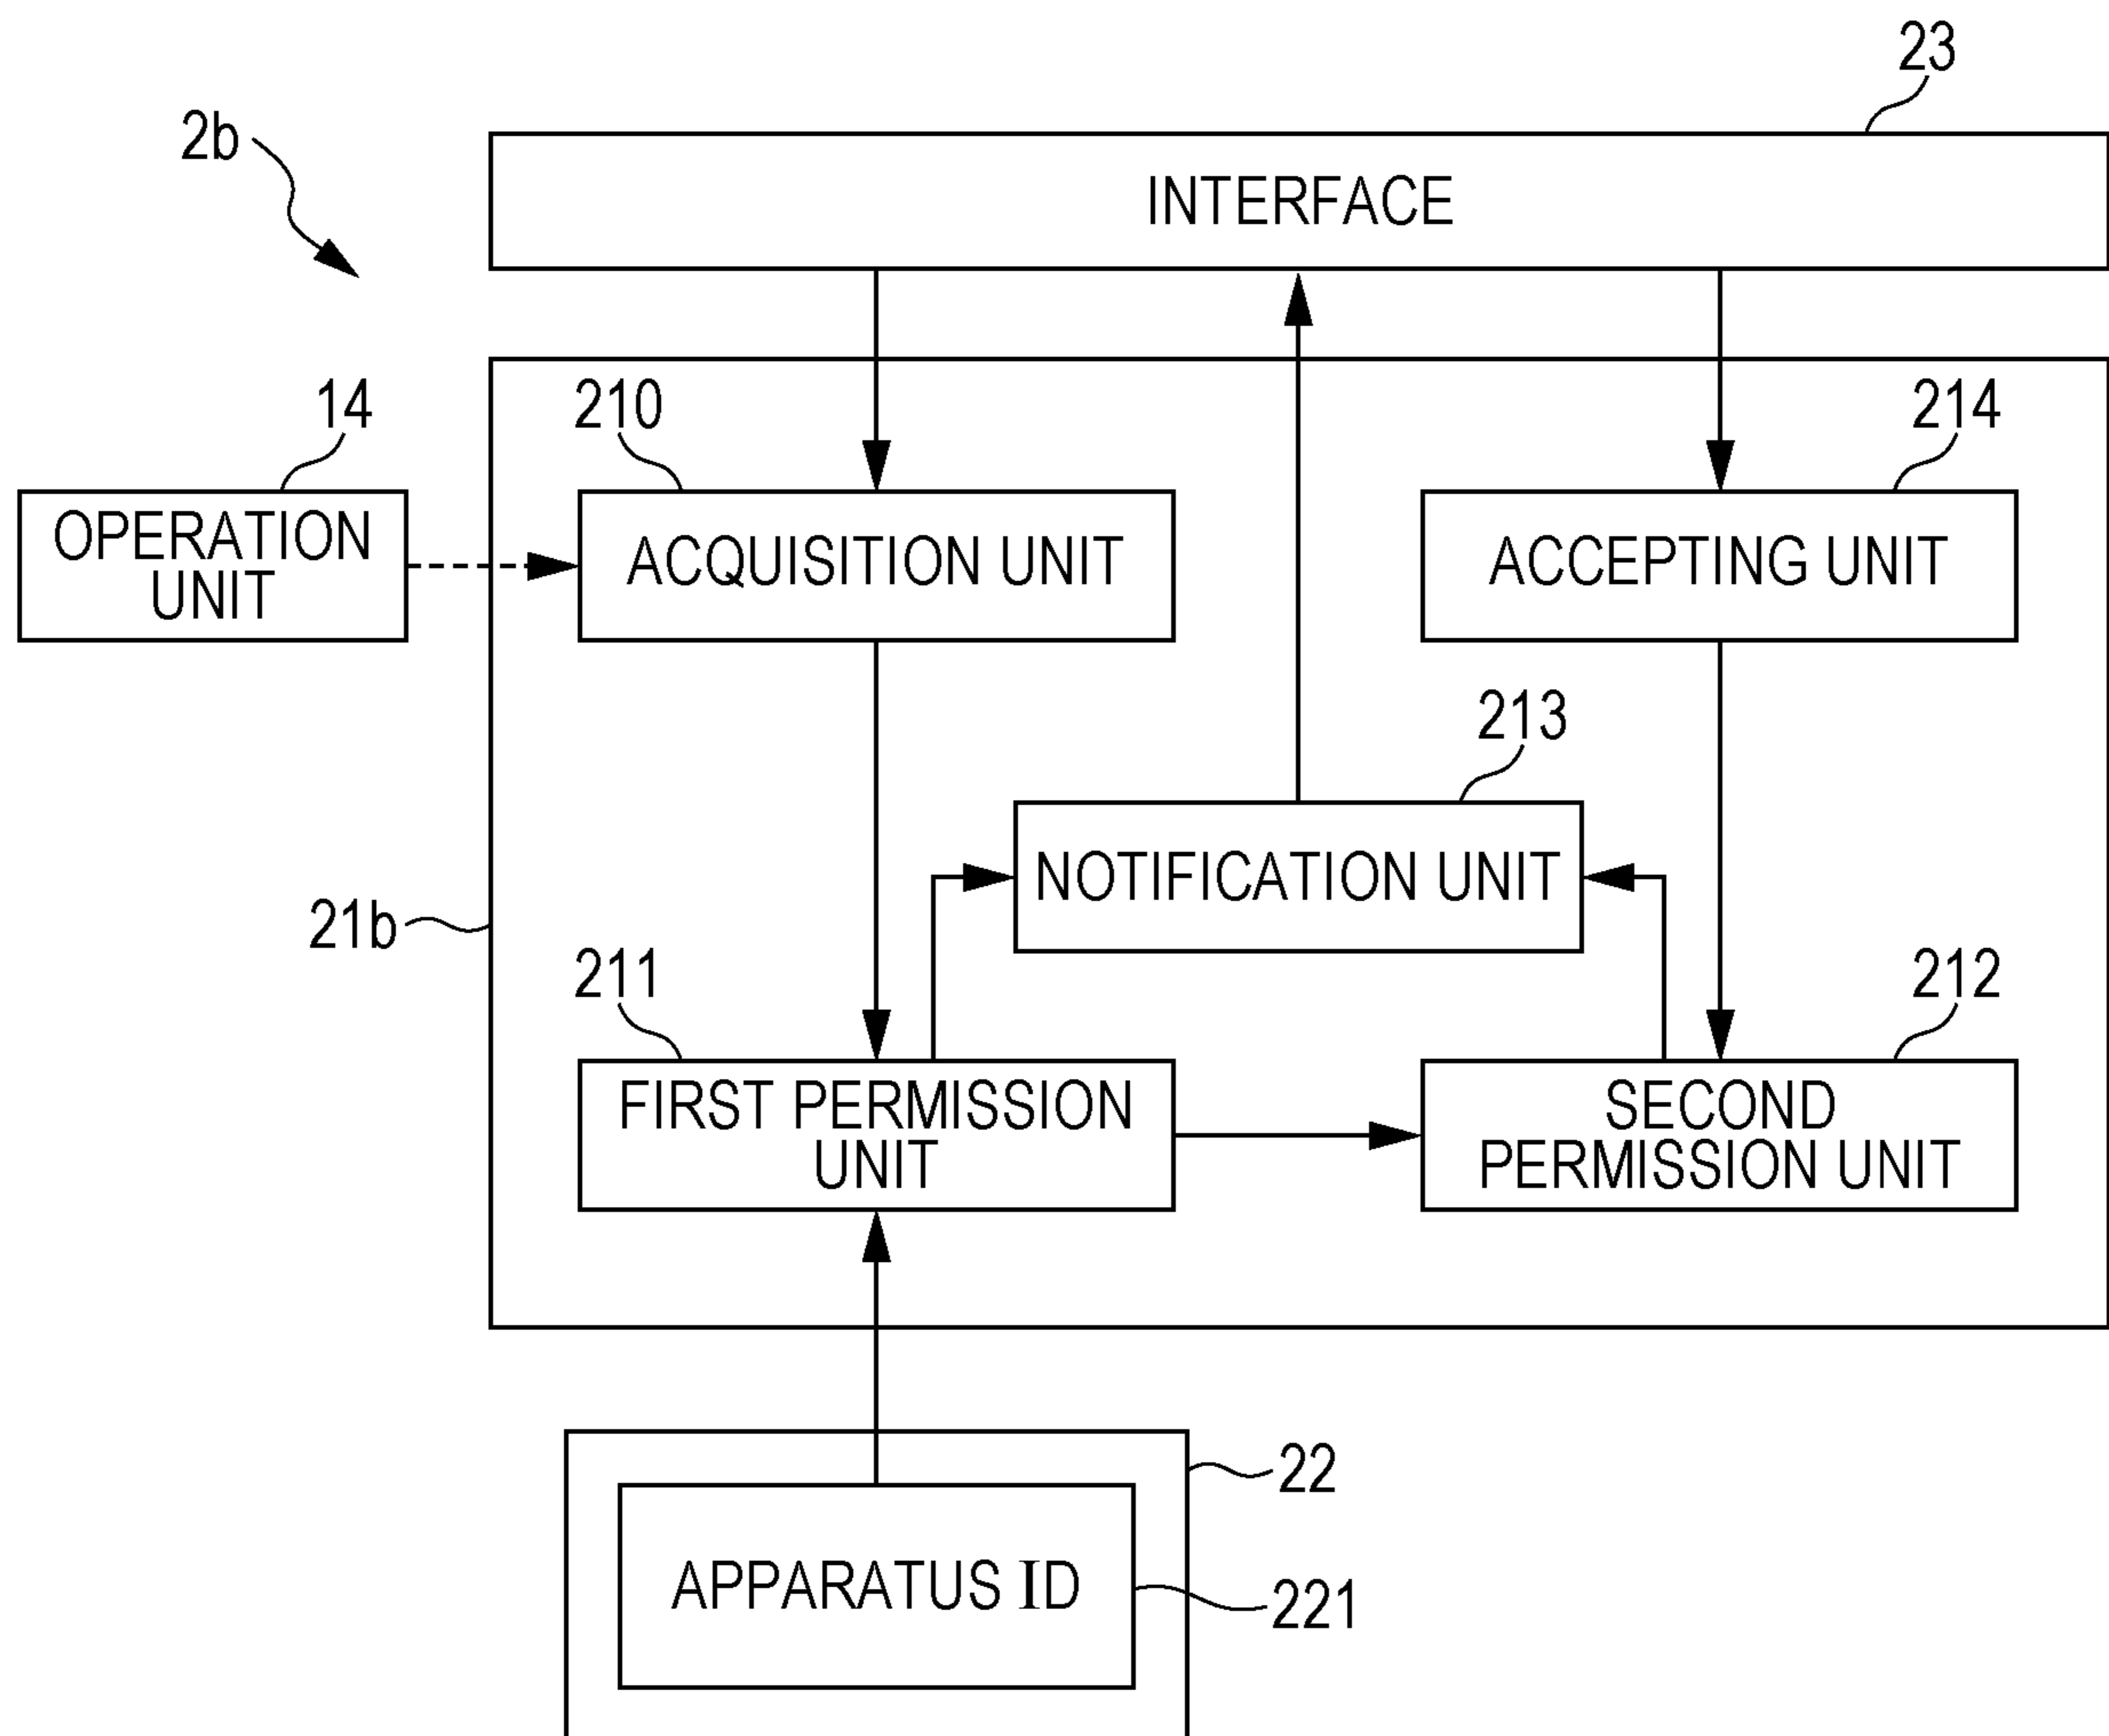 23
2b
INTERFACE
14
210
214
OPERATION
UNIT
ACQUISITION UNIT
ACCEPTING UNIT
213
NOTIFICATION UNIT
21b
211
212
FIRST PERMISSION
UNIT
SECOND
PERMISSION UNIT
22
APPARATUS ID
221